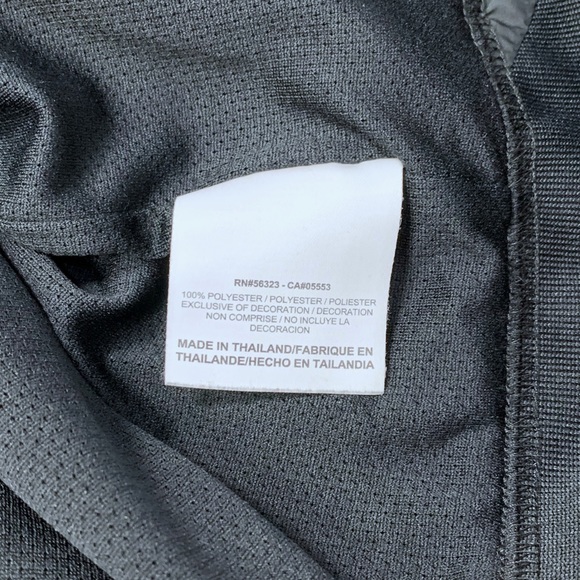 RN#56323 - CA#05553
100% POLYESTER / POLYESTER / POLIESTER
EXCLUSIVE OF DECORATION / DECORATION
NON COMPRISE / NO INCLUYE LA
DECORACION
MADE IN THAILAND/FABRIQUE EN
THAILANDE/HECHO EN TAILANDIA